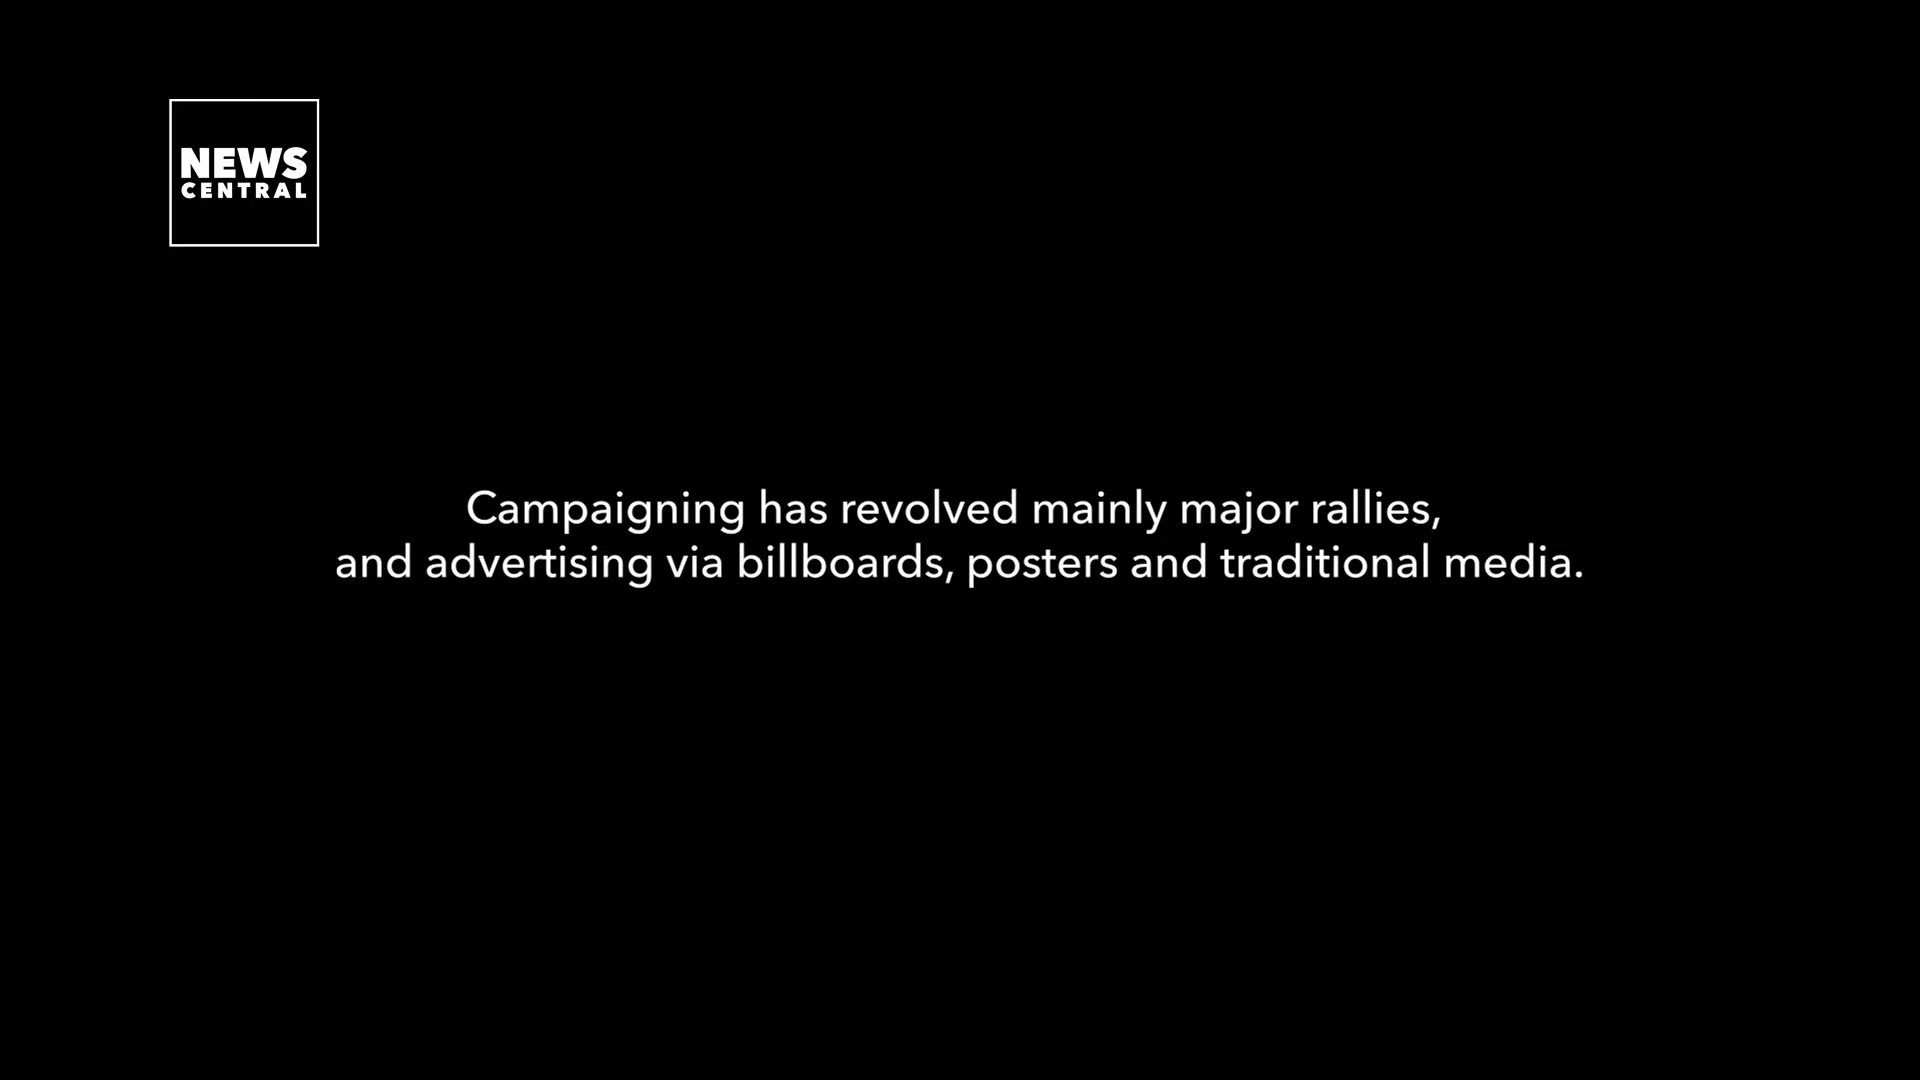 NEWS
CENTRAL
Campaigning has revolved mainly major rallies,
and advertising via billboards, posters and traditional media.